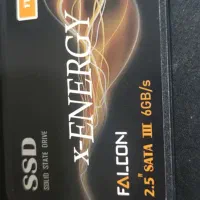 SSD
SOLID STATE DRIVE
X-ENERGY
FALCON
2.5" SATA III 6GB/s